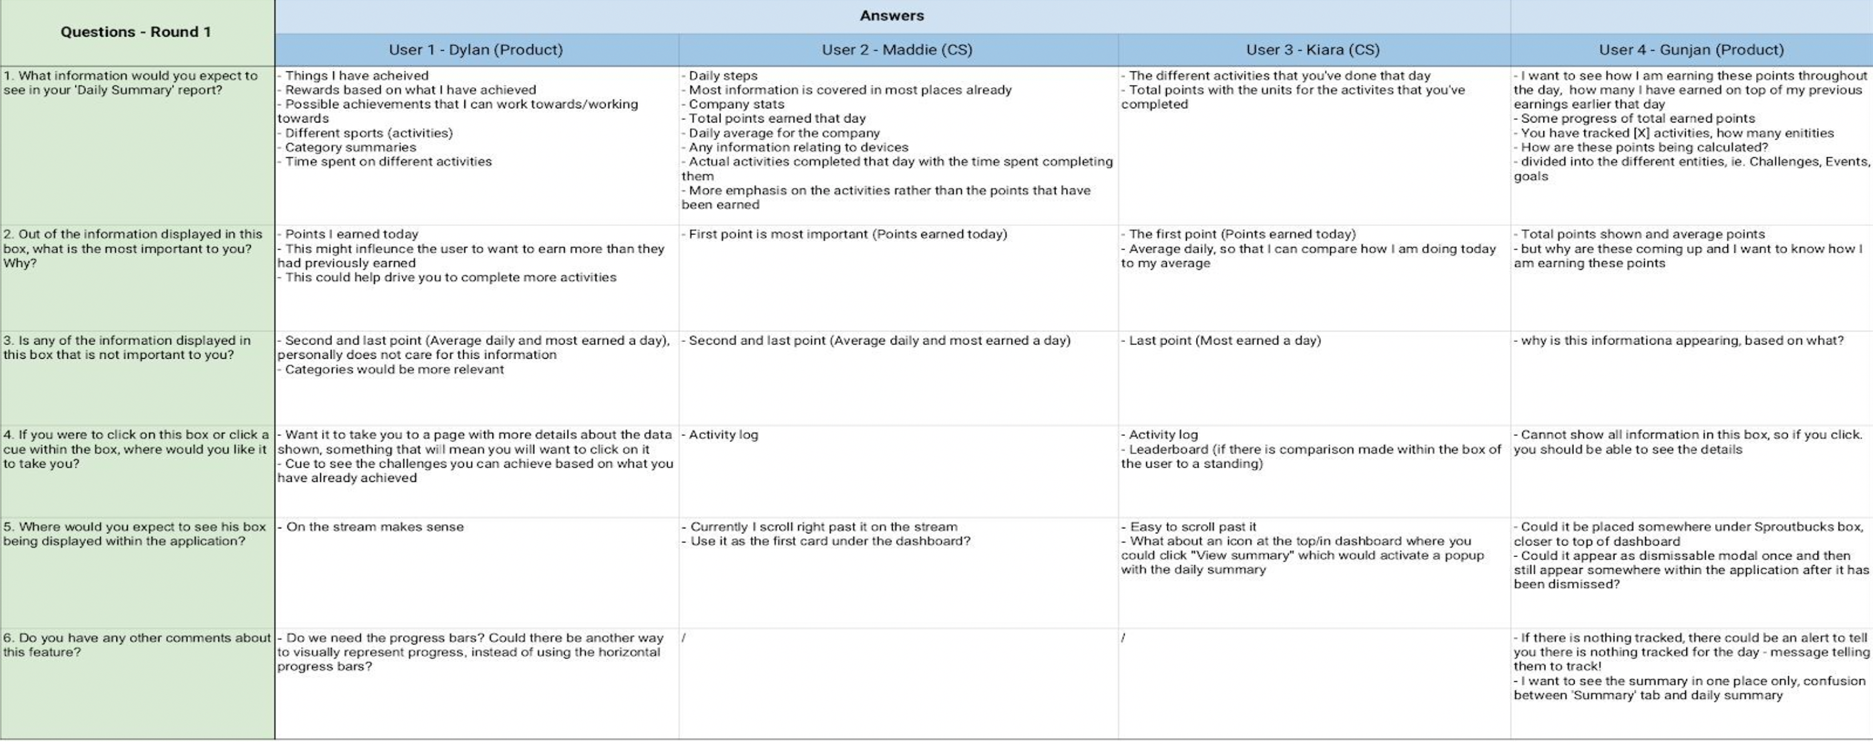 Questions - Round 1
Answers
User 1 - Dylan (Product)
User 2 - Maddie (CS)
User 3 - Kiara (CS)
User 4 - Gunjan (Product)
1. What information would you expect to
see in your 'Daily Summary' report?
- Things I have acheived
- Rewards based on what I have achieved
- Possible achievements that I can work towards/working
towards
- Different sports (activities)
- Category summaries
- Time spent on different activities
- Daily steps
- Most information is covered in most places already
- Company stats
- Total points earned that day
- Daily average for the company
- Any information relating to devices
- Actual activities completed that day with the time spent completing
them
- More emphasis on the activities rather than the points that have
been earned
- The different activities that you've done that day
- Total points with the units for the activites that you've
completed
- I want to see how I am earning these points throughout
the day, how many I have earned on top of my previous
earnings earlier that day
- Some progress of total earned points
- You have tracked [X] activities, how many enitities
- How are these points being calculated?
- divided into the different entities, ie. Challenges, Events,
goals
2. Out of the information displayed in this
box, what is the most important to you?
Why?
- Points I earned today
- This might infleunce the user to want to earn more than they
had previously earned
- This could help drive you to complete more activities
- First point is most important (Points earned today)
- The first point (Points earned today)
- Average daily, so that I can compare how I am doing today
to my average
- Total points shown and average points
- but why are these coming up and I want to know how I
am earning these points
3. Is any of the information displayed in
this box that is not important to you?
- Second and last point (Average daily and most earned a day),
personally does not care for this information
- Categories would be more relevant
- Second and last point (Average daily and most earned a day)
- Last point (Most earned a day)
- why is this informationa appearing, based on what?
4. If you were to click on this box or click a
cue within the box, where would you like it
to take you?
- Want it to take you to a page with more details about the data
shown, something that will mean you will want to click on it
- Cue to see the challenges you can achieve based on what you
have already achieved
- Activity log
- Activity log
- Leaderboard (if there is comparison made within the box of
the user to a standing)
- Cannot show all information in this box, so if you click.
you should be able to see the details
5. Where would you expect to see his box
being displayed within the application?
- On the stream makes sense
- Currently I scroll right past it on the stream
- Use it as the first card under the dashboard?
- Easy to scroll past it
- What about an icon at the top/in dashboard where you
could click "View summary" which would activate a popup
with the daily summary
- Could it be placed somewhere under Sproutbucks box,
closer to top of dashboard
- Could it appear as dismissable modal once and then
still appear somewhere within the application after it has
been dismissed?
6. Do you have any other comments about
this feature?
- Do we need the progress bars? Could there be another way
to visually represent progress, instead of using the horizontal
progress bars?
/
/
- If there is nothing tracked, there could be an alert to tell
you there is nothing tracked for the day - message telling
them to track!
- I want to see the summary in one place only, confusion
between 'Summary' tab and daily summary